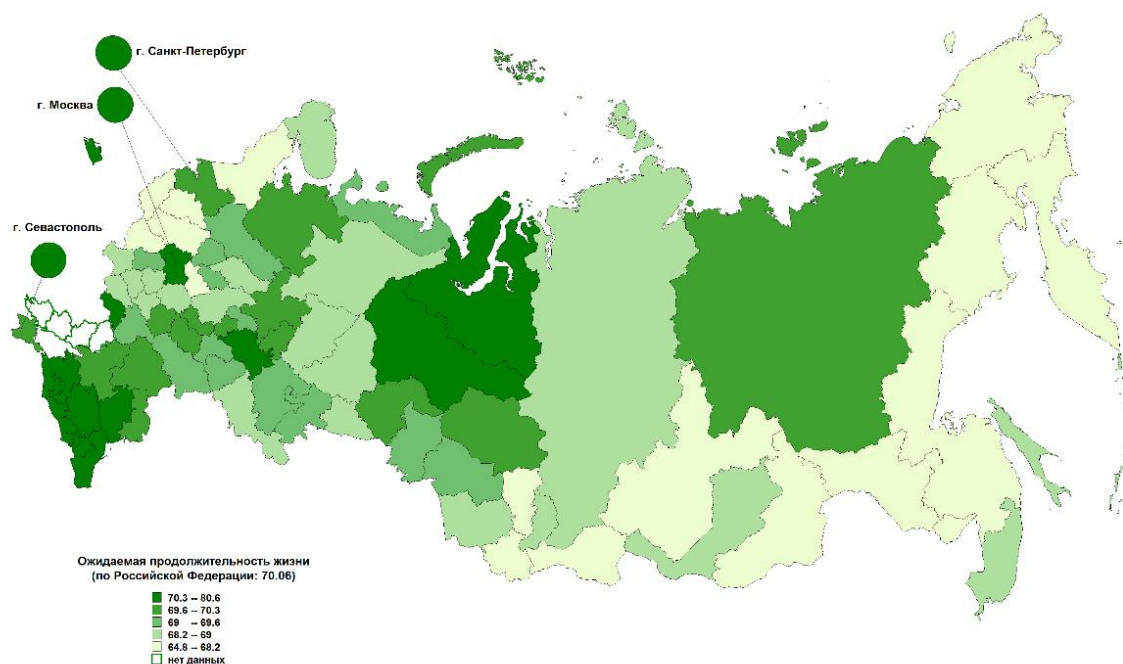 г. Санкт-Петербург
г. Москва
г. Севастополь
Ожидаемая продолжительность жизни
(по Российской Федерации: 70.06)
70.3 -- 80.6
69.6 -- 70.3
69 -- 69.6
68.2 -- 69
64.8 -- 68.2
нет данных